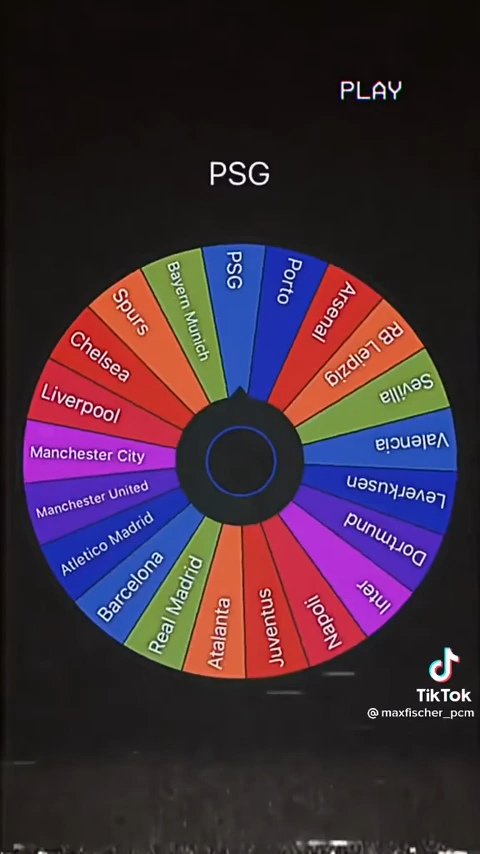 PLAY
PSG
PSG
Porto
Arsenal
RB Leipzig
Sevilla
Valencia
Leverkusen
Dortmund
Inter
Napoli
Juventus
Atalanta
Real Madrid
Barcelona
Atletico Madrid
Manchester United
Manchester City
Liverpool
Chelsea
Spurs
Bayern Munich
TikTok
@maxfischer_pcm